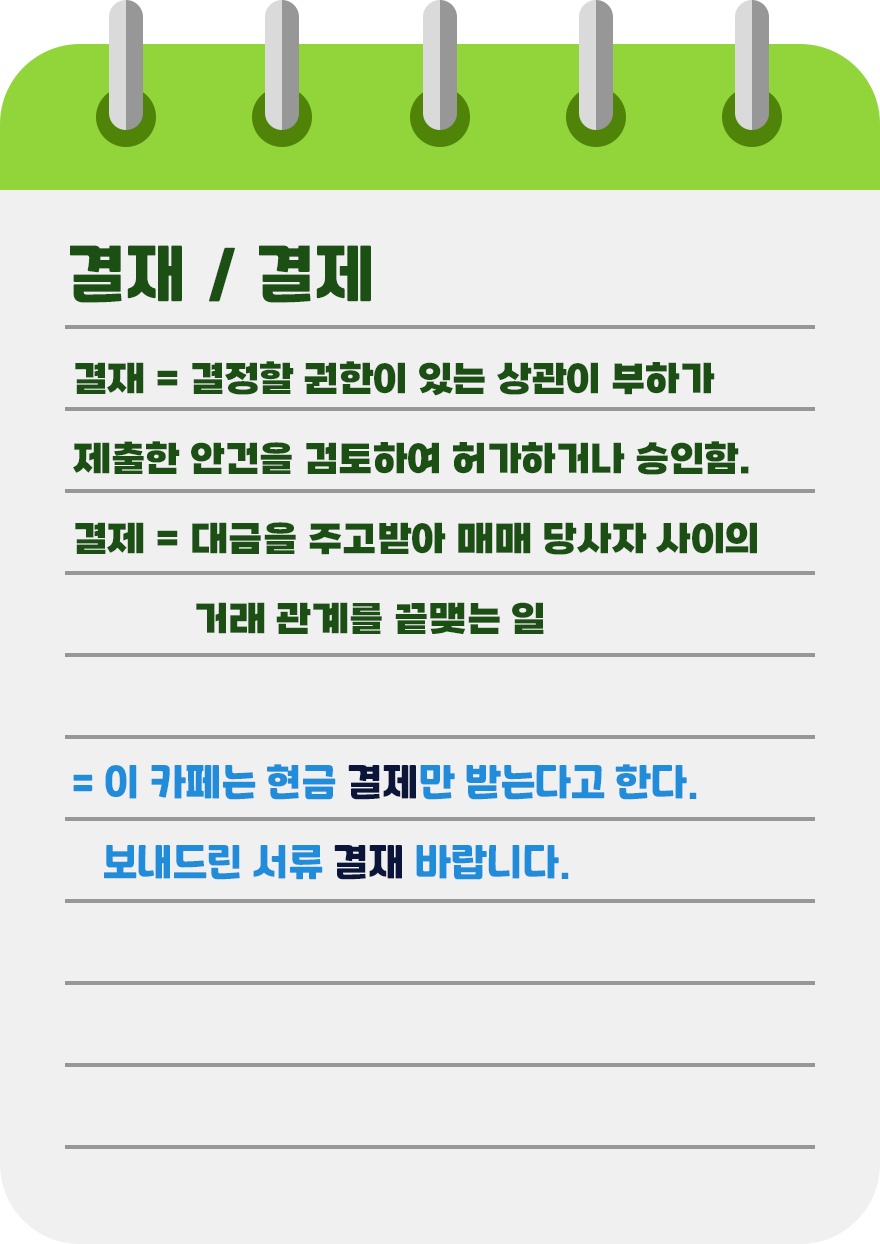 결재 / 결제
결재 = 결정할 권한이 있는 상관이 부하가
제출한 안건을 검토하여 허가하거나 승인함.
결제 = 대금을 주고받아 매매 당사자 사이의
거래 관계를 끝맺는 일
= 이 카페는 현금 결제만 받는다고 한다.
보내드린 서류 결재 바랍니다.